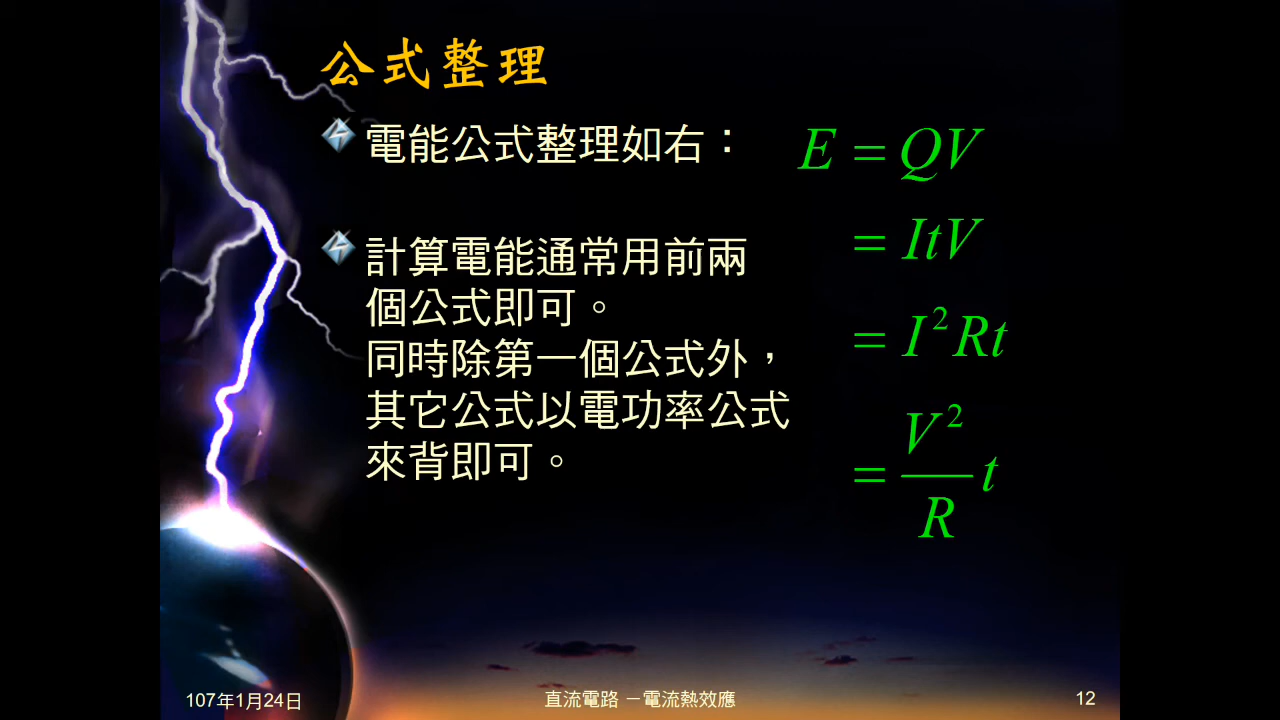 公式整理
電能公式整理如右：
E = QV
= ItV
= I²Rt
= V²/R t
計算電能通常用前兩
個公式即可。
同時除第一個公式外，
其它公式以電功率公式
來背即可。
107年1月24日
直流電路 －電流熱效應
12